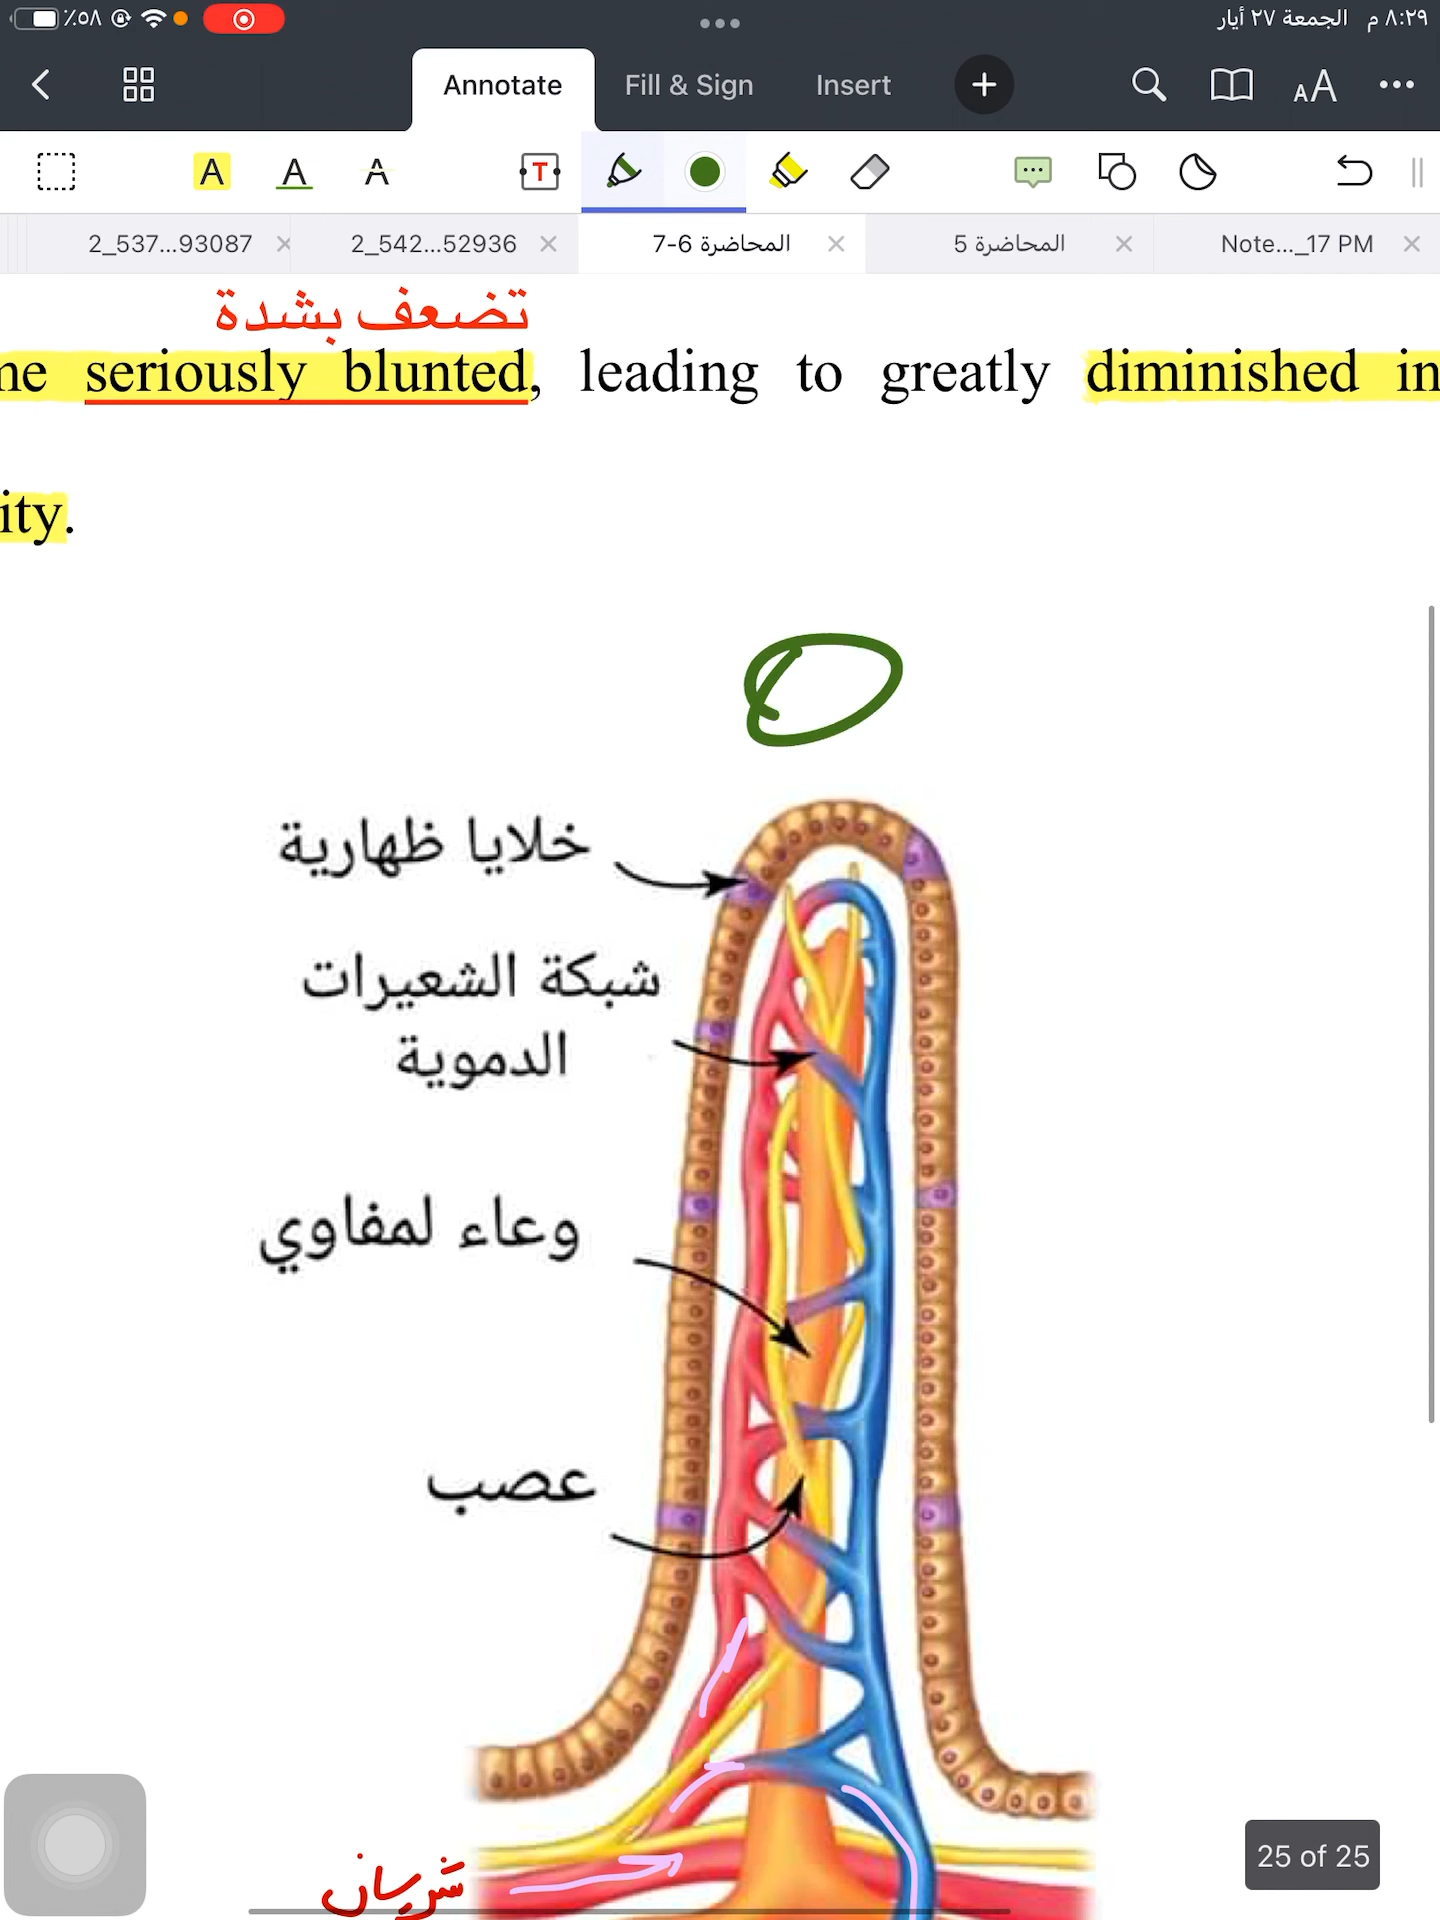 ٪٥٨
٨:٢٩ م الجمعة ٢٧ أيار
Annotate Fill & Sign Insert
A A A T AA
2_537...93087 2_542...52936 المحاضرة 6-7 المحاضرة 5 Note..._17 PM
تضعف بشدة
me seriously blunted, leading to greatly diminished in
ity.
خلايا ظهارية
شبكة الشعيرات
الدموية
وعاء لمفاوي
عصب
شريان
25 of 25